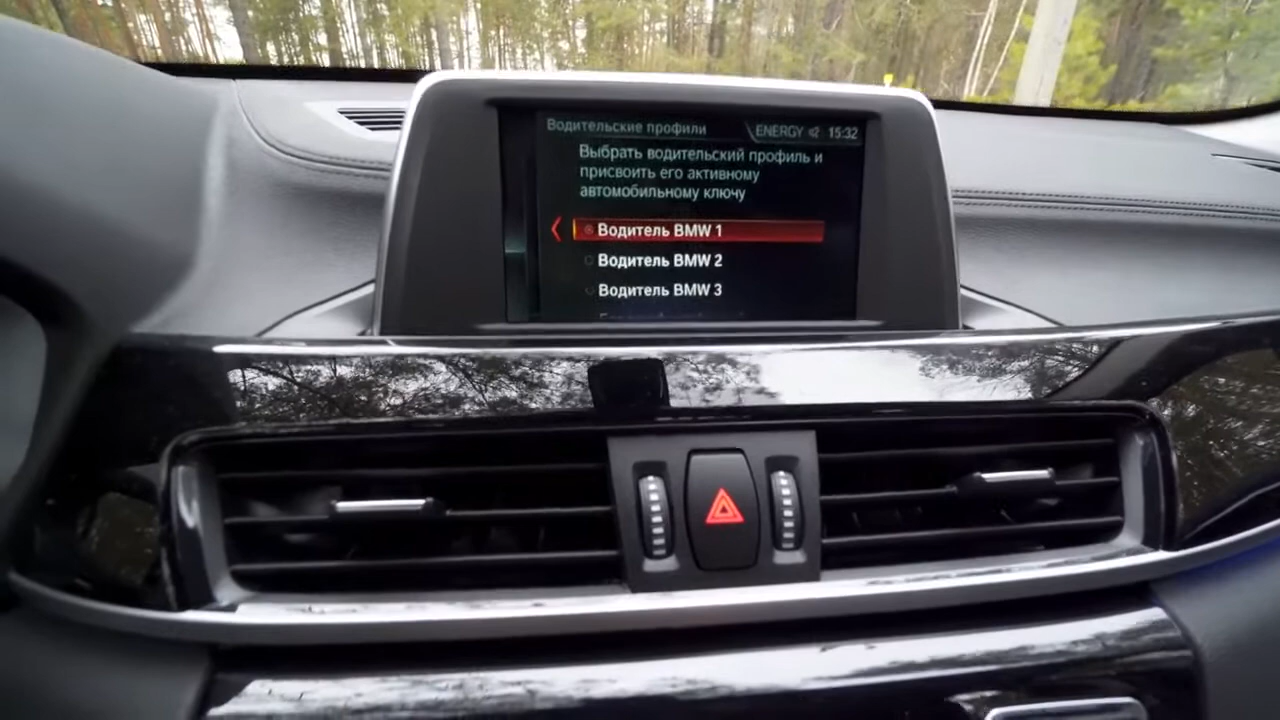 Водительские профили ENERGY 15:32
Выбрать водительский профиль и
присвоить его активному
автомобильному ключу
Водитель BMW 1
Водитель BMW 2
Водитель BMW 3